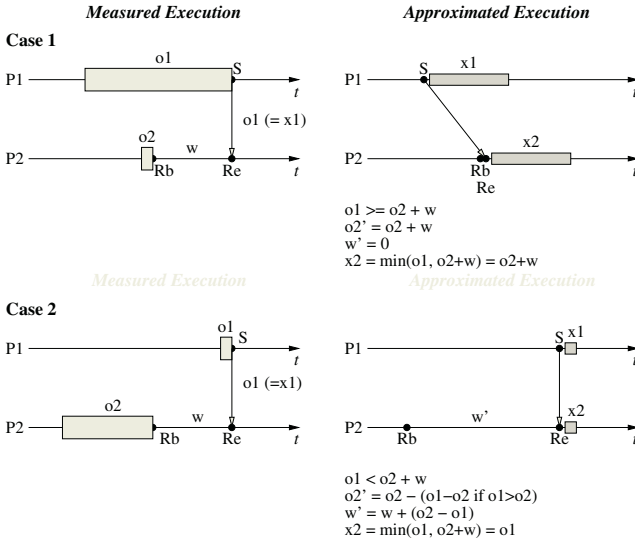 Measured Execution
Approximated Execution
Case 1
o1
S
P1
t
o1 (= x1)
o2
w
P2
Rb
Re
t
S
x1
P1
t
x2
P2
Rb
Re
t
o1 >= o2 + w
o2' = o2 + w
w' = 0
x2 = min(o1, o2+w) = o2+w
Measured Execution
Approximated Execution
Case 2
o1
S
P1
t
o1 (=x1)
o2
w
P2
Rb
Re
t
S
x1
P1
t
w'
x2
P2
Rb
Re
t
o1 < o2 + w
o2' = o2 − (o1−o2 if o1>o2)
w' = w + (o2 − o1)
x2 = min(o1, o2+w) = o1